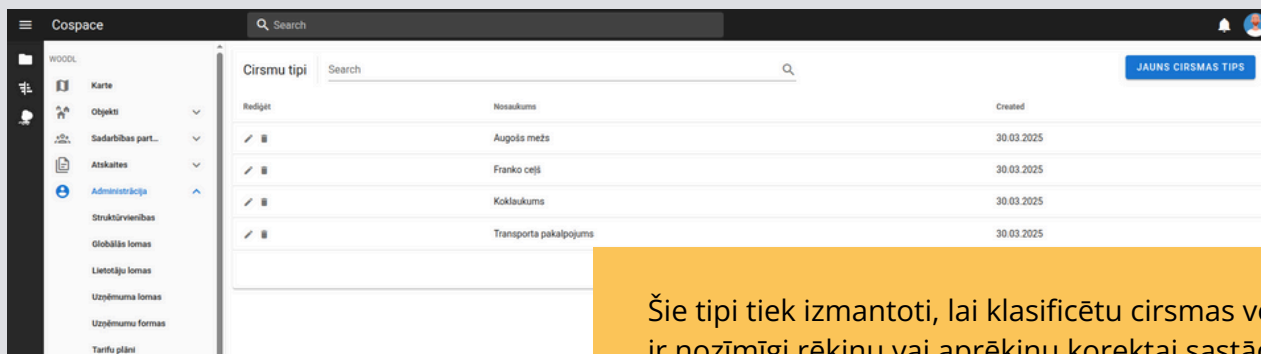 Cospace
Search
WOODL
Karte
Objekti
Sadarbības part...
Atskaites
Administrācija
Struktūrvienības
Globālās lomas
Lietotāju lomas
Uzņēmuma lomas
Uzņēmumu formas
Tarifu plāni
Cirsmu tipi
Search
JAUNS CIRSMAS TIPS
Rediģēt Nosaukums Created
Augošs mežs 30.03.2025
Franko ceļš 30.03.2025
Koklaukums 30.03.2025
Transporta pakalpojums 30.03.2025
Šie tipi tiek izmantoti, lai klasificētu cirsmas